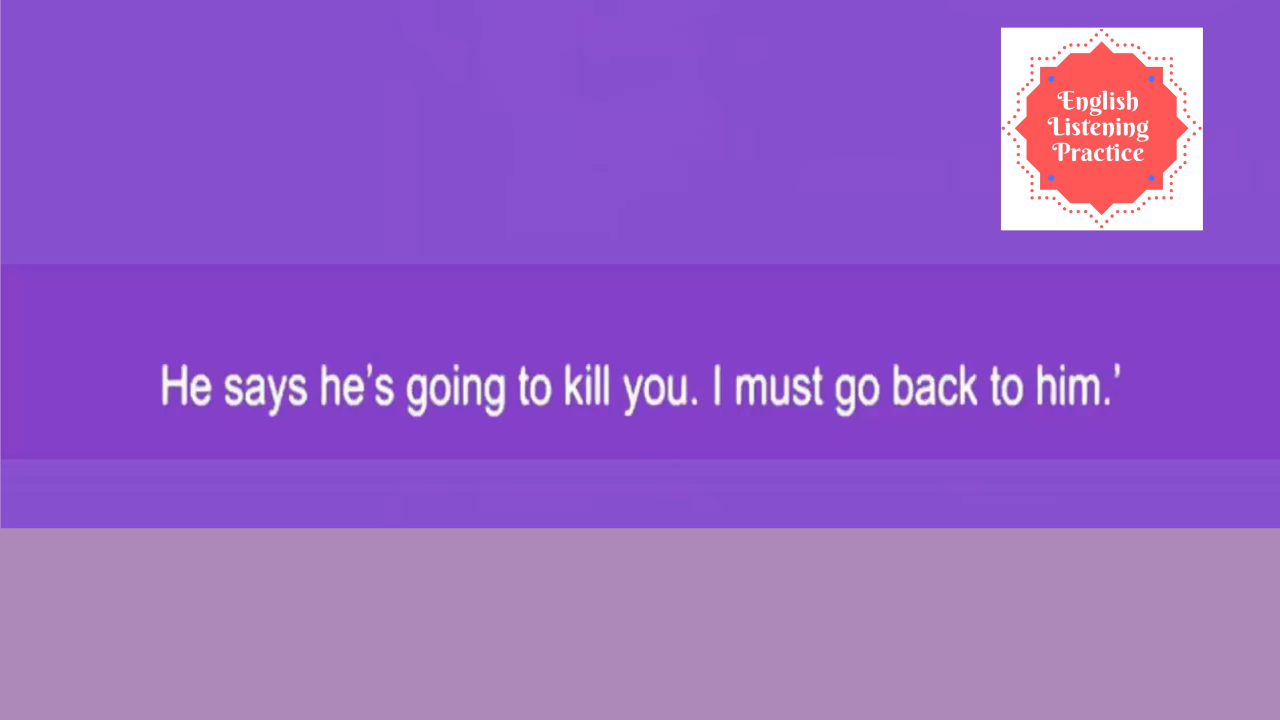 English
Listening
Practice
He says he's going to kill you. I must go back to him.’